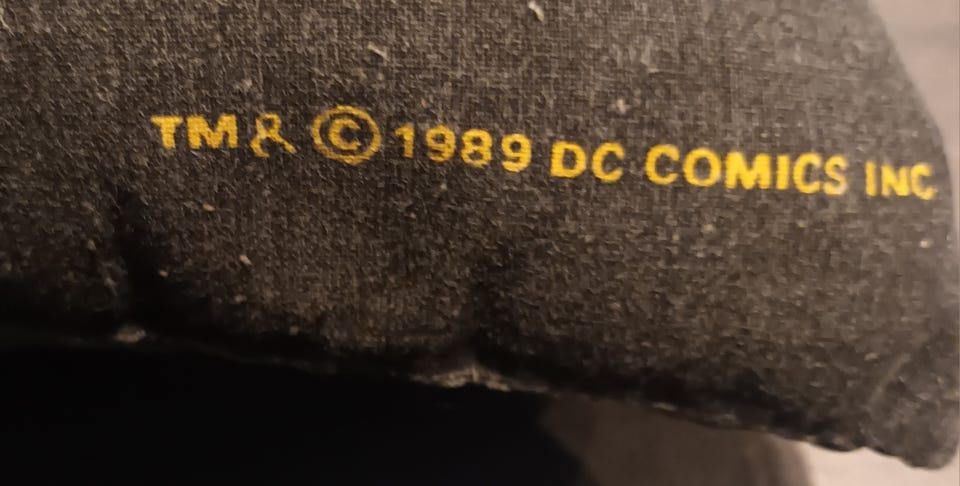 TM & © 1989 DC COMICS INC.